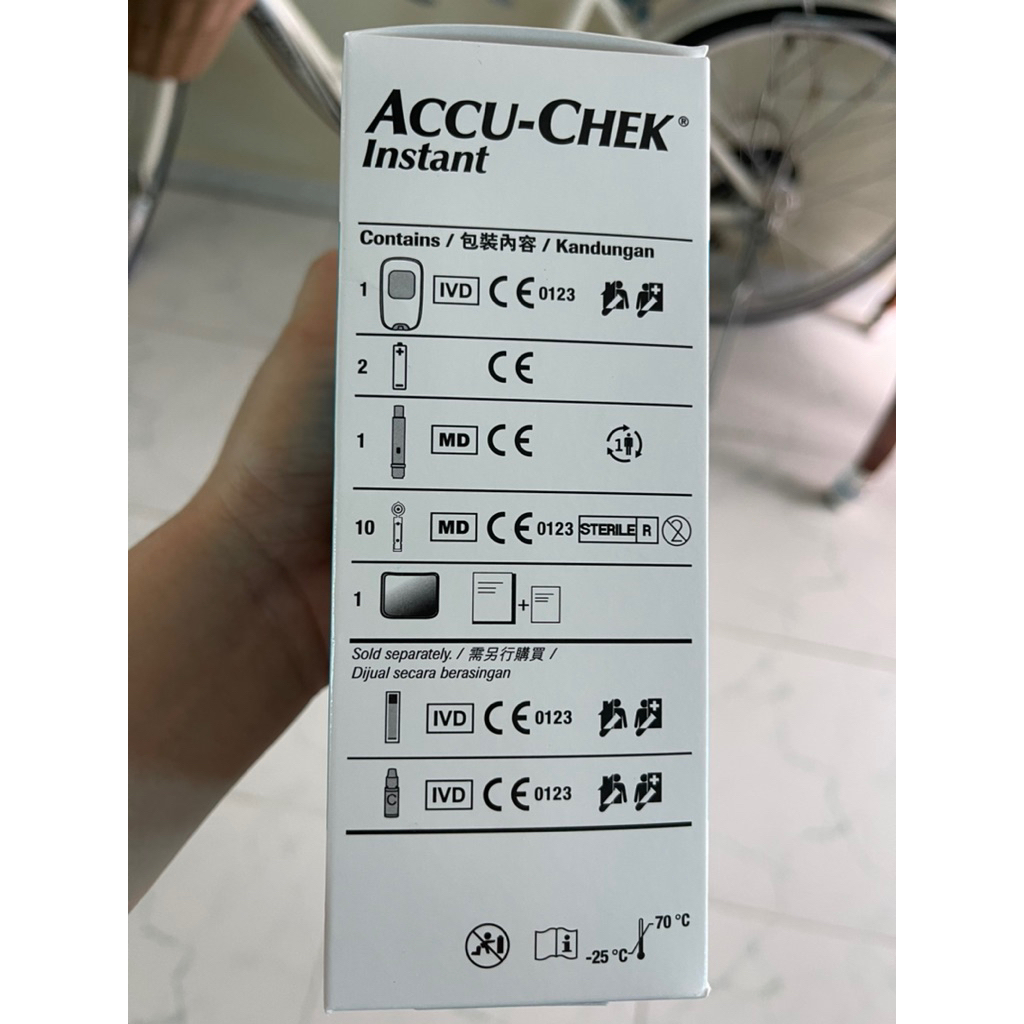 ACCU-CHEK®
Instant
Contains / 包裝內容 / Kandungan
1 IVD CE 0123
2 CE
1 MD CE 1
10 MD CE 0123 STERILE R 2
1 +
Sold separately. / 需另行購買 /
Dijual secara berasingan
IVD CE 0123
C IVD CE 0123
i -25 °C 70 °C